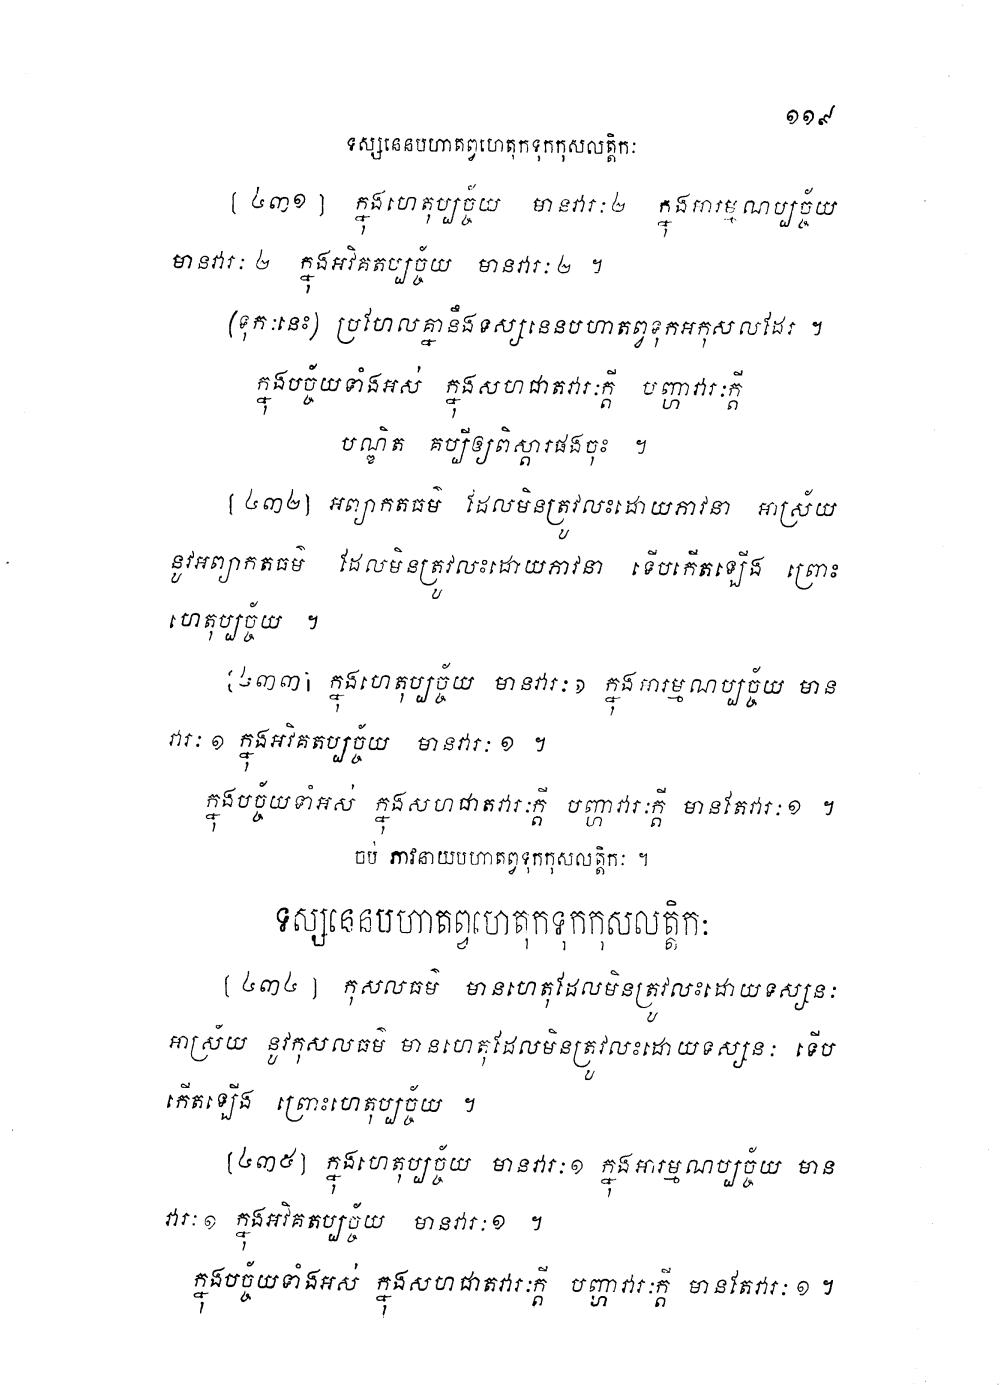 ១១៩
ទស្សនេនបហាតព្វហេតុកទុកកុសលត្តិកៈ
[ ៤៣១ ] ក្នុងហេតុប្បច្ច័យ មានវារៈ ២ ក្នុងអារម្មណប្បច្ច័យ
មានវារៈ ២ ក្នុងអវិគតប្បច្ច័យ មានវារៈ ២ ។
(ទុកៈនេះ) ប្រហែលគ្នានឹងទស្សនេនបហាតព្វទុកអកុសលដែរ ។
ក្នុងបច្ច័យទាំងអស់ ក្នុងសហជាតវារៈក្តី បញ្ហាវារៈក្តី
បណ្ឌិត គប្បីឲ្យពិស្តារផងចុះ ។
[ ៤៣២] អព្យាកតធម៌ ដែលមិនត្រូវលះដោយភាវនា អាស្រ័យ
នូវអព្យាកតធម៌ ដែលមិនត្រូវលះដោយភាវនា ទើបកើតឡើង ព្រោះ
ហេតុប្បច្ច័យ ។
[៤៣៣] ក្នុងហេតុប្បច្ច័យ មានវារៈ ១ ក្នុងអារម្មណប្បច្ច័យ មាន
វារៈ ១ ក្នុងអវិគតប្បច្ច័យ មានវារៈ ១ ។
ក្នុងបច្ច័យទាំអស់ ក្នុងសហជាតវារៈក្តី បញ្ហាវារៈក្តី មានតែវារៈ ១ ។
ចប់ ភាវនាយបហាតព្វទុកកុសលត្តិកៈ ។
ទស្សនេនបហាតព្វហេតុកទុកកុសលត្តិកៈ
[ ៤៣៤ ] កុសលធម៌ មានហេតុដែលមិនត្រូវលះដោយទស្សនៈ
អាស្រ័យ នូវកុសលធម៌ មានហេតុដែលមិនត្រូវលះដោយទស្សនៈ ទើប
កើតឡើង ព្រោះហេតុប្បច្ច័យ ។
[៤៣៥] ក្នុងហេតុប្បច្ច័យ មានវារៈ ១ ក្នុងអារម្មណប្បច្ច័យ មាន
វារៈ ១ ក្នុងអវិគតប្បច្ច័យ មានវារៈ ១ ។
ក្នុងបច្ច័យទាំងអស់ ក្នុងសហជាតវារៈក្តី បញ្ហាវារៈក្តី មានតែវារៈ ១ ។